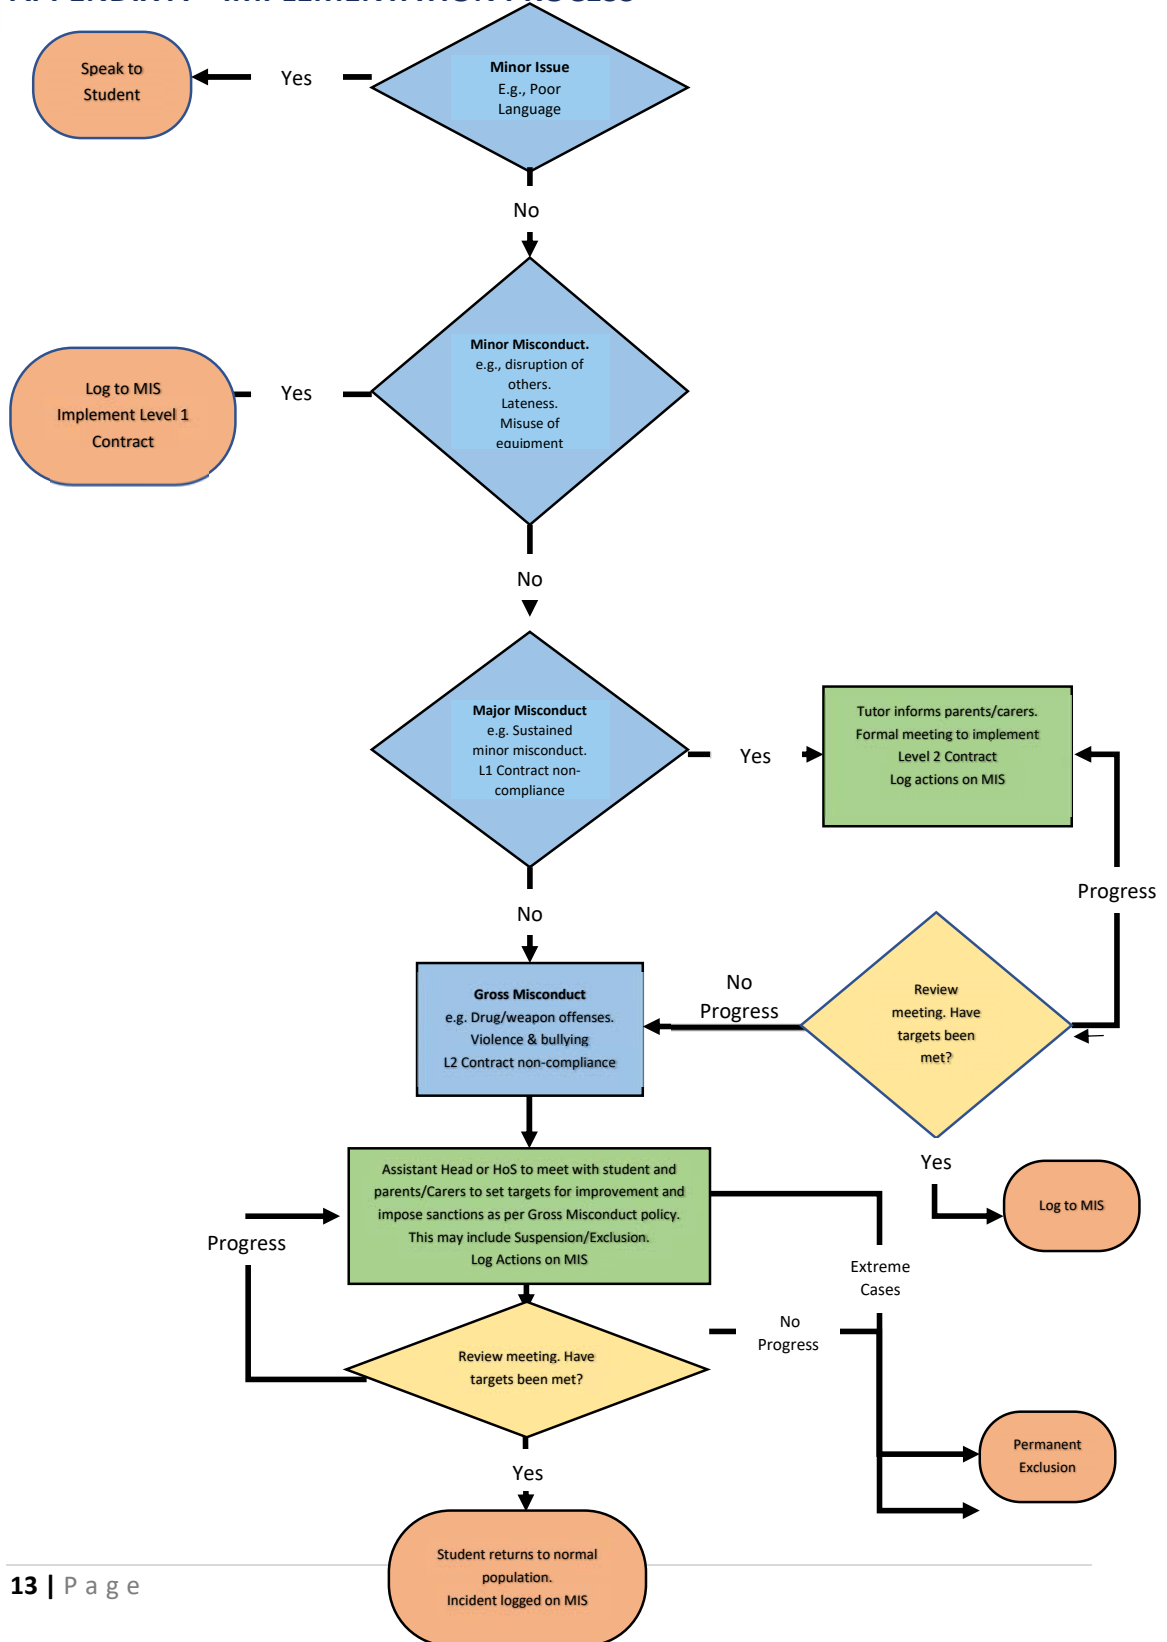 Minor Issue
E.g., Poor
Language
Speak to
Student
Yes
No
Minor Misconduct.
e.g., disruption of
others.
Lateness.
Misuse of
equipment
Yes
Log to MIS
Implement Level 1
Contract
No
Major Misconduct
e.g. Sustained
minor misconduct.
L1 Contract non-
compliance
Yes
Tutor informs parents/carers.
Formal meeting to implement
Level 2 Contract
Log actions on MIS
Progress
No
Gross Misconduct
e.g. Drug/weapon offenses.
Violence & bullying
L2 Contract non-compliance
No
Progress
Review
meeting. Have
targets been
met?
Yes
Log to MIS
Assistant Head or HoS to meet with student and
parents/Carers to set targets for improvement and
impose sanctions as per Gross Misconduct policy.
This may include Suspension/Exclusion.
Log Actions on MIS
Progress
Extreme
Cases
No
Progress
Review meeting. Have
targets been met?
Permanent
Exclusion
Yes
Student returns to normal
population.
Incident logged on MIS
13 | Page